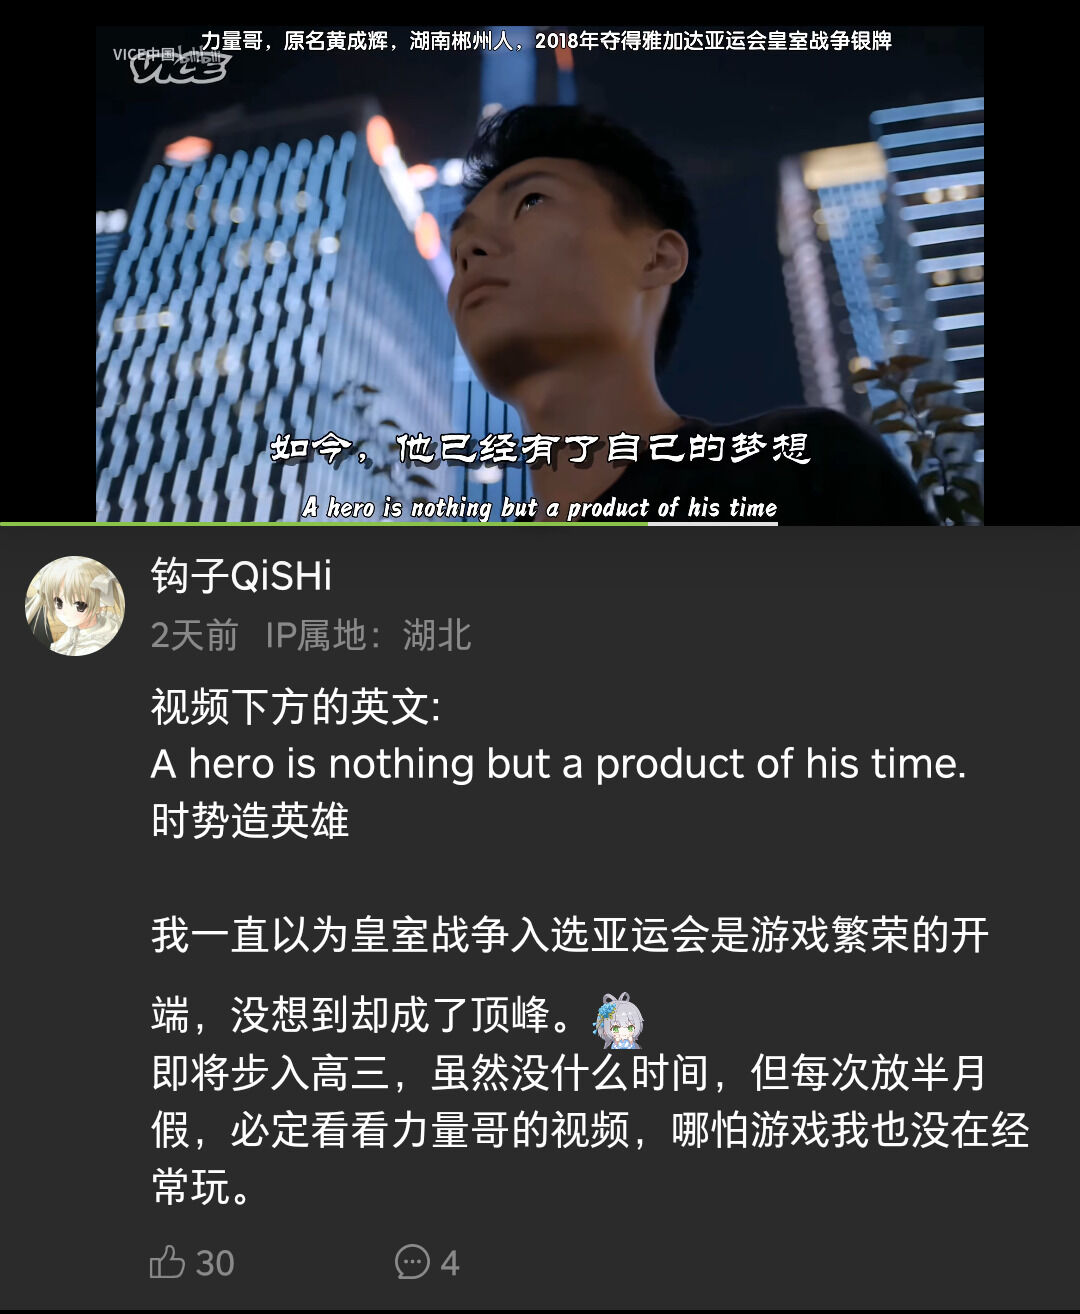 力量哥，原名黄成辉，湖南郴州人，2018年夺得雅加达亚运会皇室战争银牌
VICE中国
VICE
如今，他已经有了自己的梦想
A hero is nothing but a product of his time
钩子QiSHi
2天前 IP属地：湖北
视频下方的英文:
A hero is nothing but a product of his time.
时势造英雄
我一直以为皇室战争入选亚运会是游戏繁荣的开
端，没想到却成了顶峰。
即将步入高三，虽然没什么时间，但每次放半月
假，必定看看力量哥的视频，哪怕游戏我也没在经
常玩。
30
4